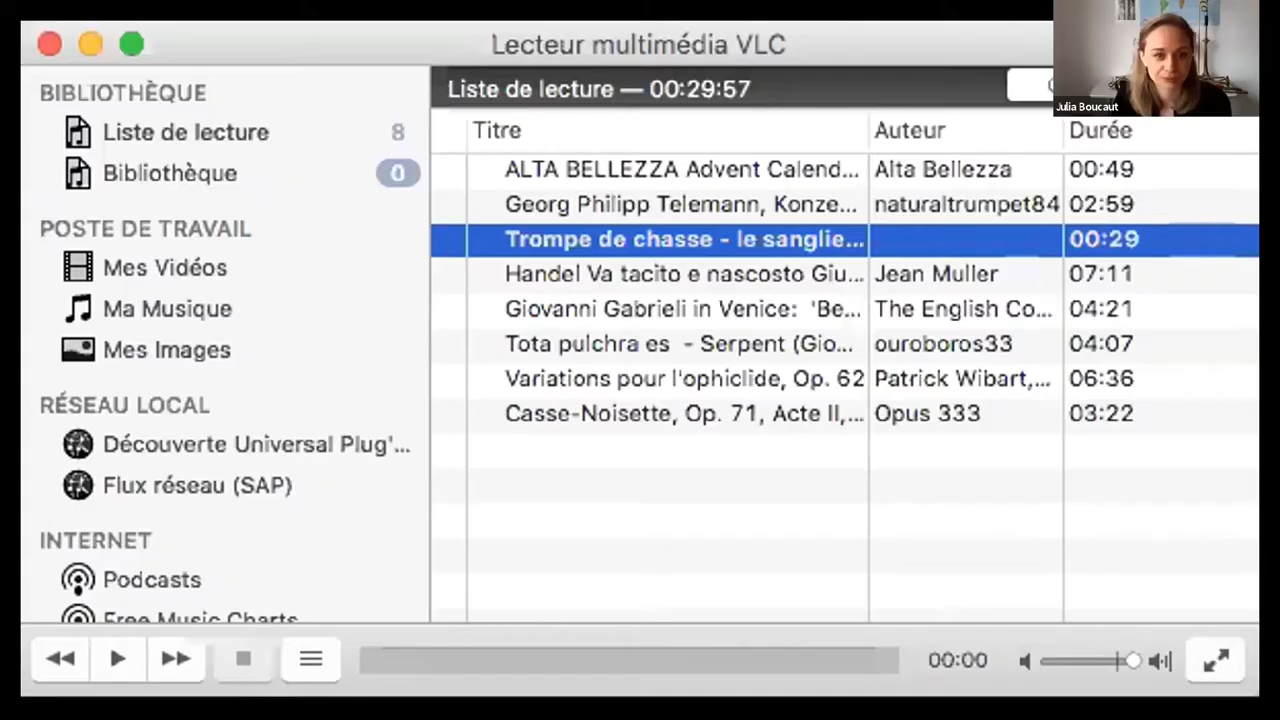 Lecteur multimédia VLC
Julia Boucaut
BIBLIOTHÈQUE
Liste de lecture 8
Bibliothèque 0
POSTE DE TRAVAIL
Mes Vidéos
Ma Musique
Mes Images
RÉSEAU LOCAL
Découverte Universal Plug'...
Flux réseau (SAP)
INTERNET
Podcasts
Free Music Charts
Liste de lecture — 00:29:57
Titre Auteur Durée
ALTA BELLEZZA Advent Calend... Alta Bellezza 00:49
Georg Philipp Telemann, Konze... naturaltrumpet84 02:59
Trompe de chasse - le sanglie... 00:29
Handel Va tacito e nascosto Giu... Jean Muller 07:11
Giovanni Gabrieli in Venice: 'Be... The English Co... 04:21
Tota pulchra es - Serpent (Gio... ouroboros33 04:07
Variations pour l'ophiclide, Op. 62 Patrick Wibart,... 06:36
Casse-Noisette, Op. 71, Acte II,... Opus 333 03:22
00:00